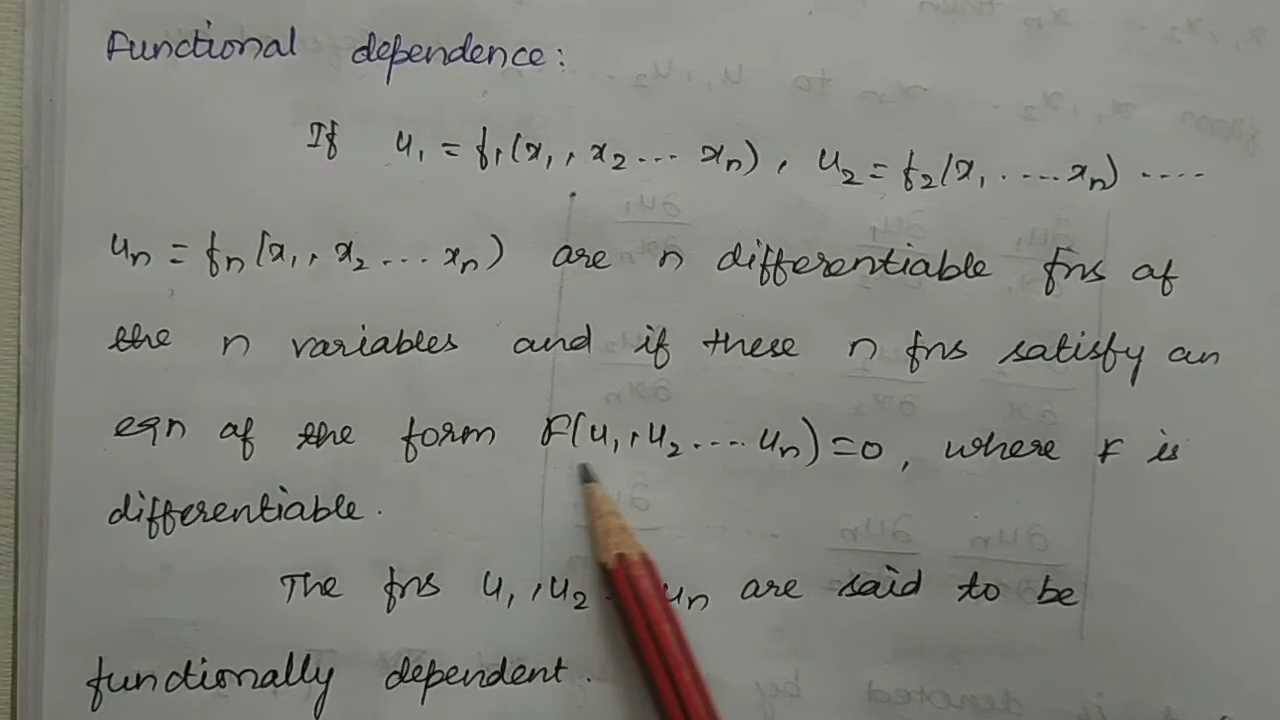 Functional dependence:
If u₁ = f₁(x₁, x₂... xₙ), u₂ = f₂(x₁.....xₙ) ....
uₙ = fₙ(x₁, x₂...xₙ) are n differentiable fns of
the n variables and if these n fns satisfy an
eqn of the form F(u₁, u₂....uₙ)=0, where F is
differentiable.
The fns u₁, u₂ .. uₙ are said to be
functionally dependent.